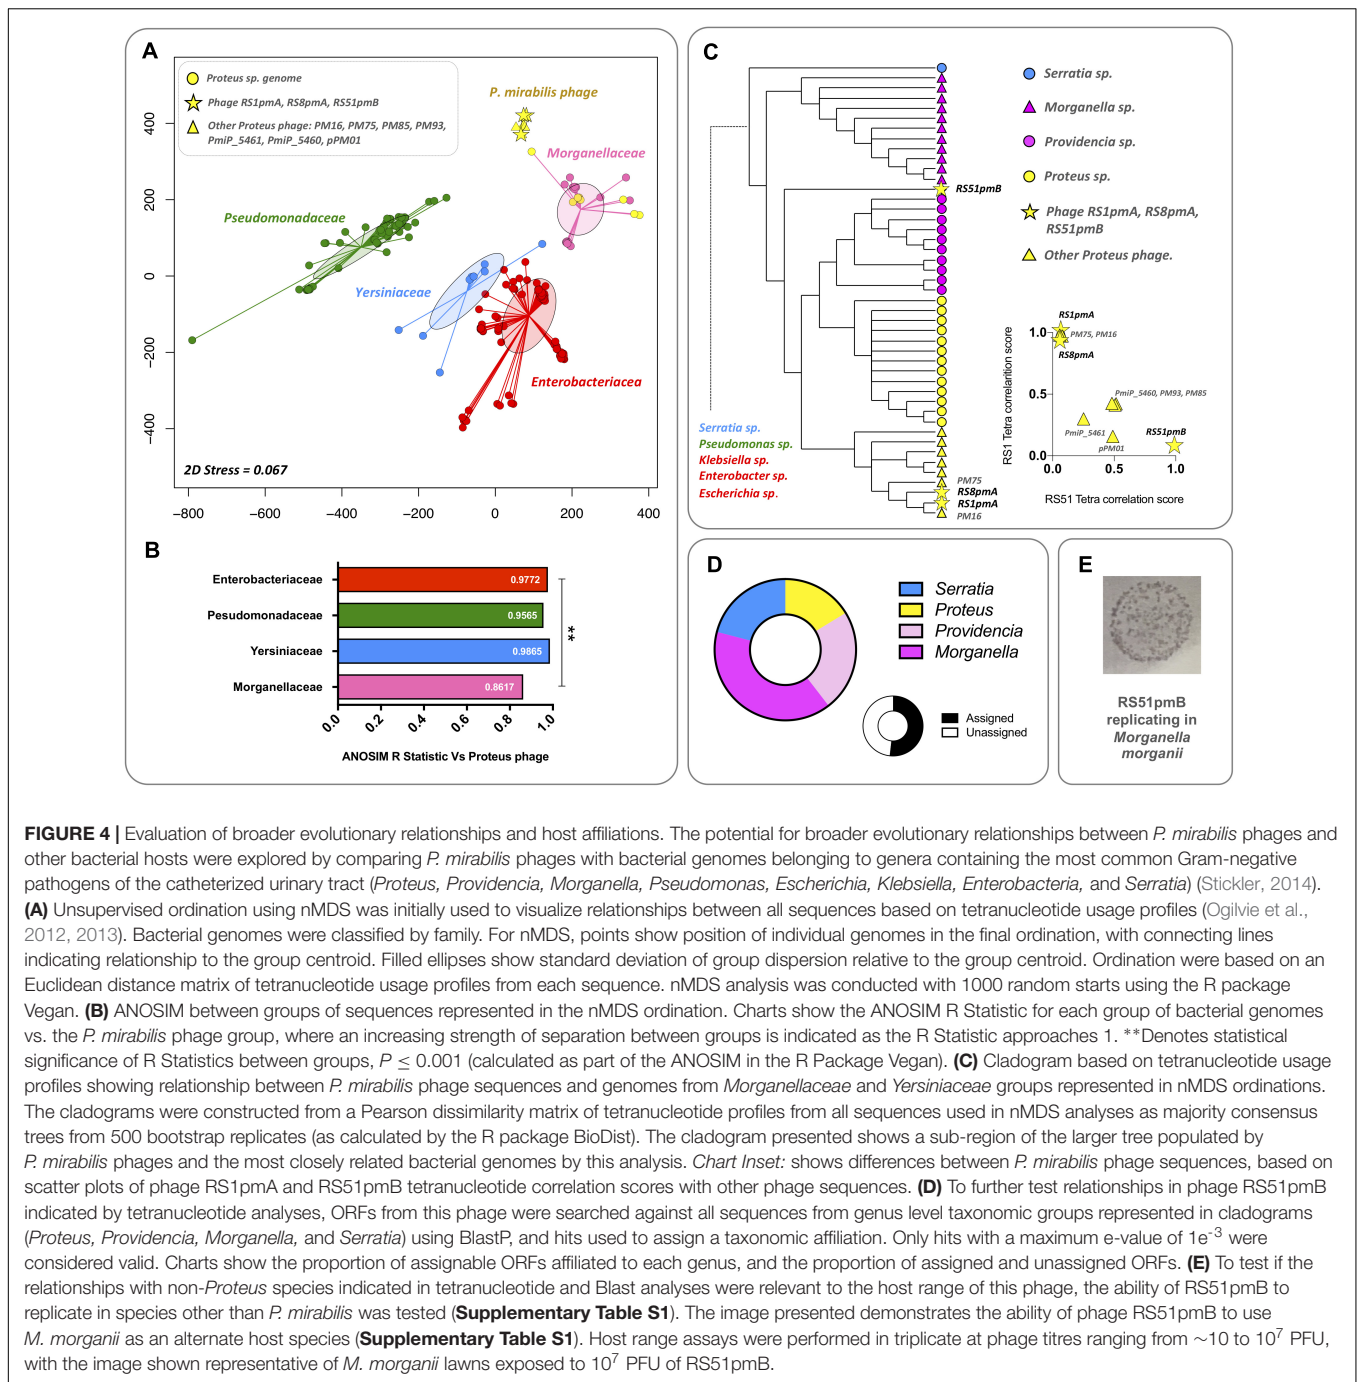 A
Proteus sp. genome
Phage RS1pmA, RS8pmA, RS51pmB
Other Proteus phage: PM16, PM75, PM85, PM93,
PmiP_5461, PmiP_5460, pPM01
P. mirabilis phage
Morganellaceae
Pseudomonadaceae
Yersiniaceae
Enterobacteriacea
2D Stress = 0.067
400
200
0
−200
−400
−800
−600
−400
−200
0
200
400
B
Enterobacteriaceae
0.9772
Pesudomonadaceae
0.9565
Yersiniaceae
0.9865
Morganellaceae
0.8617
**
0.0
0.2
0.4
0.6
0.8
1.0
ANOSIM R Statistic Vs Proteus phage
C
Serratia sp.
Morganella sp.
Providencia sp.
Proteus sp.
Phage RS1pmA, RS8pmA,
RS51pmB
Other Proteus phage.
RS51pmB
PM75
RS8pmA
RS1pmA
PM16
Serratia sp.
Pseudomonas sp.
Klebsiella sp.
Enterobacter sp.
Escherichia sp.
RS1 Tetra correlarition score
1.0
0.5
0.0
RS1pmA
PM75, PM16
RS8pmA
PmiP_5460, PM93, PM85
PmiP_5461
RS51pmB
pPM01
0.0
0.5
1.0
RS51 Tetra correlation score
D
Serratia
Proteus
Providencia
Morganella
Assigned
Unassigned
E
RS51pmB
replicating in
Morganella
morganii
FIGURE 4 | Evaluation of broader evolutionary relationships and host affiliations. The potential for broader evolutionary relationships between P. mirabilis phages and
other bacterial hosts were explored by comparing P. mirabilis phages with bacterial genomes belonging to genera containing the most common Gram-negative
pathogens of the catheterized urinary tract (Proteus, Providencia, Morganella, Pseudomonas, Escherichia, Klebsiella, Enterobacteria, and Serratia) (Stickler, 2014).
(A) Unsupervised ordination using nMDS was initially used to visualize relationships between all sequences based on tetranucleotide usage profiles (Ogilvie et al.,
2012, 2013). Bacterial genomes were classified by family. For nMDS, points show position of individual genomes in the final ordination, with connecting lines
indicating relationship to the group centroid. Filled ellipses show standard deviation of group dispersion relative to the group centroid. Ordination were based on an
Euclidean distance matrix of tetranucleotide usage profiles from each sequence. nMDS analysis was conducted with 1000 random starts using the R package
Vegan. (B) ANOSIM between groups of sequences represented in the nMDS ordination. Charts show the ANOSIM R Statistic for each group of bacterial genomes
vs. the P. mirabilis phage group, where an increasing strength of separation between groups is indicated as the R Statistic approaches 1. **Denotes statistical
significance of R Statistics between groups, P ≤ 0.001 (calculated as part of the ANOSIM in the R Package Vegan). (C) Cladogram based on tetranucleotide usage
profiles showing relationship between P. mirabilis phage sequences and genomes from Morganellaceae and Yersiniaceae groups represented in nMDS ordinations.
The cladograms were constructed from a Pearson dissimilarity matrix of tetranucleotide profiles from all sequences used in nMDS analyses as majority consensus
trees from 500 bootstrap replicates (as calculated by the R package BioDist). The cladogram presented shows a sub-region of the larger tree populated by
P. mirabilis phages and the most closely related bacterial genomes by this analysis. Chart Inset: shows differences between P. mirabilis phage sequences, based on
scatter plots of phage RS1pmA and RS51pmB tetranucleotide correlation scores with other phage sequences. (D) To further test relationships in phage RS51pmB
indicated by tetranucleotide analyses, ORFs from this phage were searched against all sequences from genus level taxonomic groups represented in cladograms
(Proteus, Providencia, Morganella, and Serratia) using BlastP, and hits used to assign a taxonomic affiliation. Only hits with a maximum e-value of 1e⁻³ were
considered valid. Charts show the proportion of assignable ORFs affiliated to each genus, and the proportion of assigned and unassigned ORFs. (E) To test if the
relationships with non-Proteus species indicated in tetranucleotide and Blast analyses were relevant to the host range of this phage, the ability of RS51pmB to
replicate in species other than P. mirabilis was tested (Supplementary Table S1). The image presented demonstrates the ability of phage RS51pmB to use
M. morganii as an alternate host species (Supplementary Table S1). Host range assays were performed in triplicate at phage titres ranging from ∼10 to 10⁷ PFU,
with the image shown representative of M. morganii lawns exposed to 10⁷ PFU of RS51pmB.